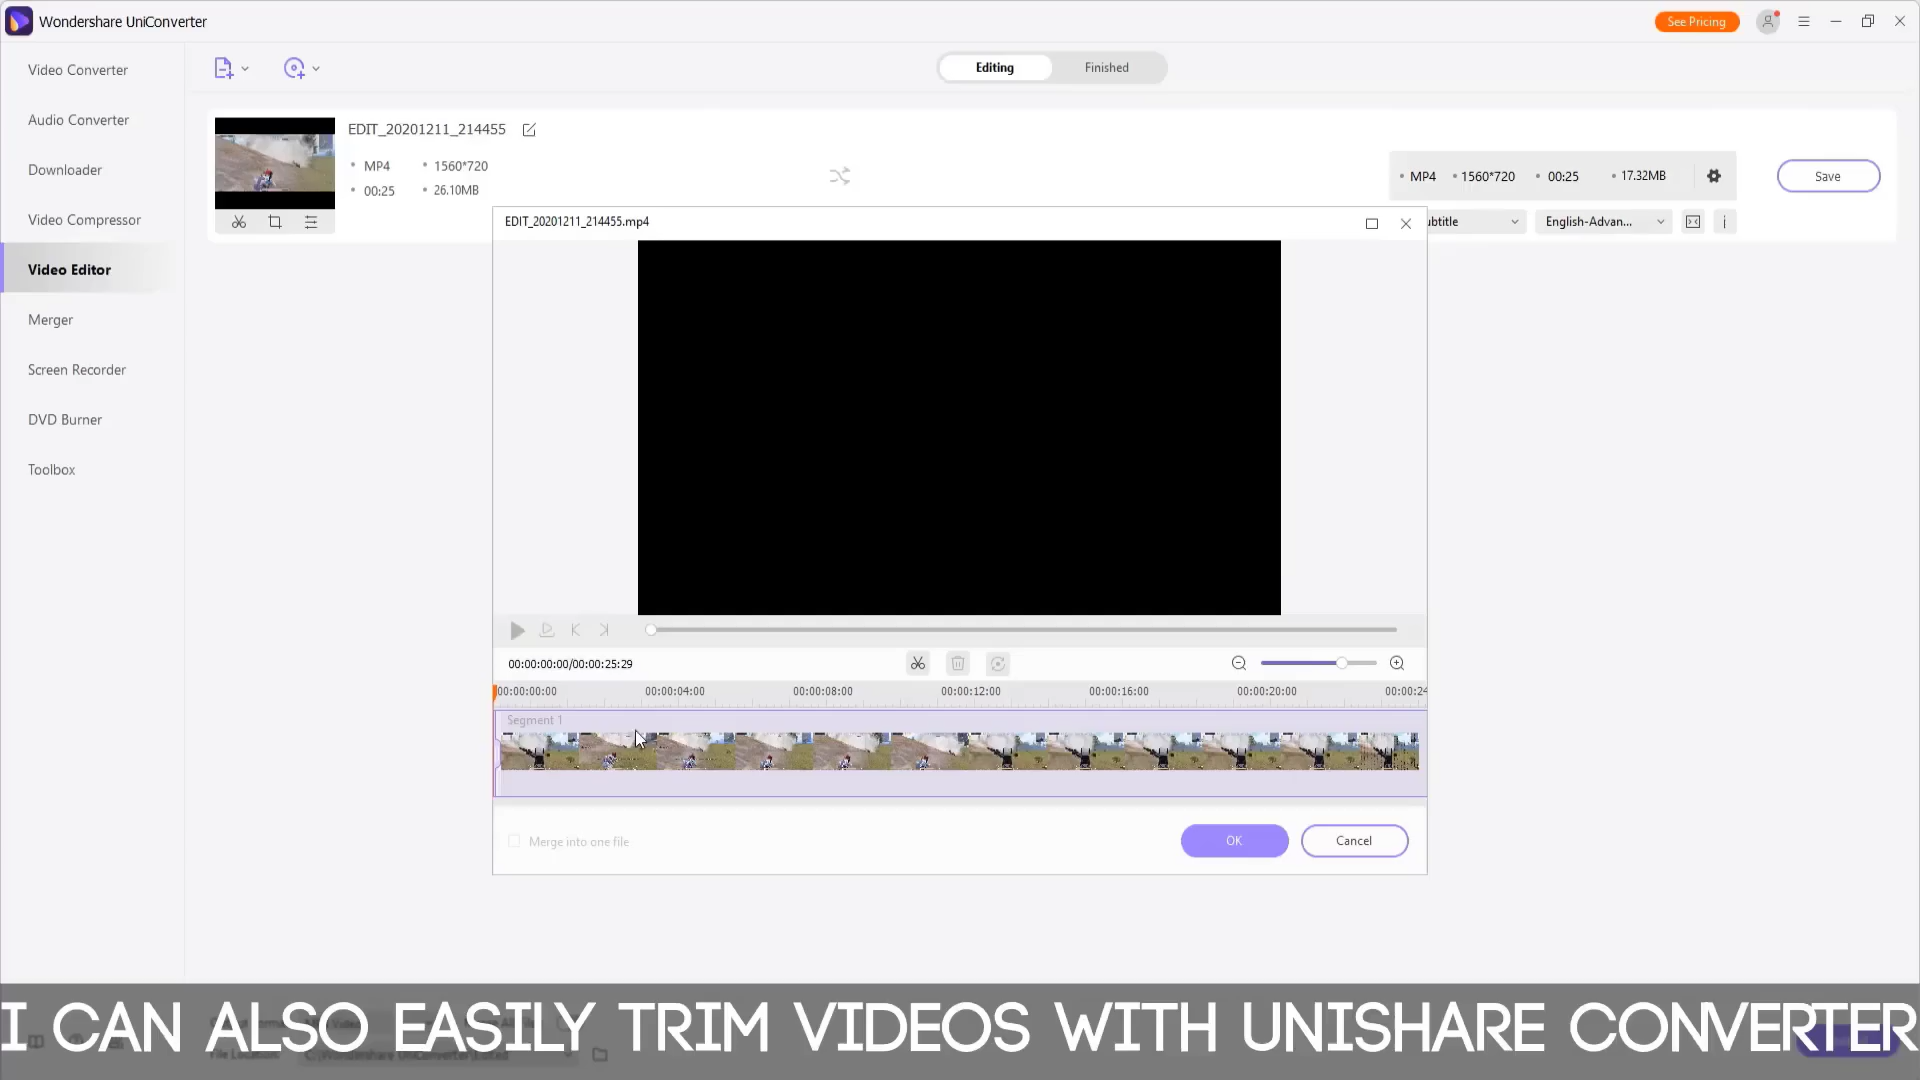 Wondershare UniConverter
See Pricing
Video Converter
Audio Converter
Downloader
Video Compressor
Video Editor
Merger
Screen Recorder
DVD Burner
Toolbox
Editing
Finished
EDIT_20201211_214455
MP4
1560*720
00:25
26.10MB
MP4
1560*720
00:25
17.32MB
Save
ubtitle
English-Advan...
EDIT_20201211_214455.mp4
00:00:00:00/00:00:25:29
00:00:00:00
00:00:04:00
00:00:08:00
00:00:12:00
00:00:16:00
00:00:20:00
00:00:24
Segment 1
Merge into one file
OK
Cancel
I CAN ALSO EASILY TRIM VIDEOS WITH UNISHARE CONVERTER
File Location: